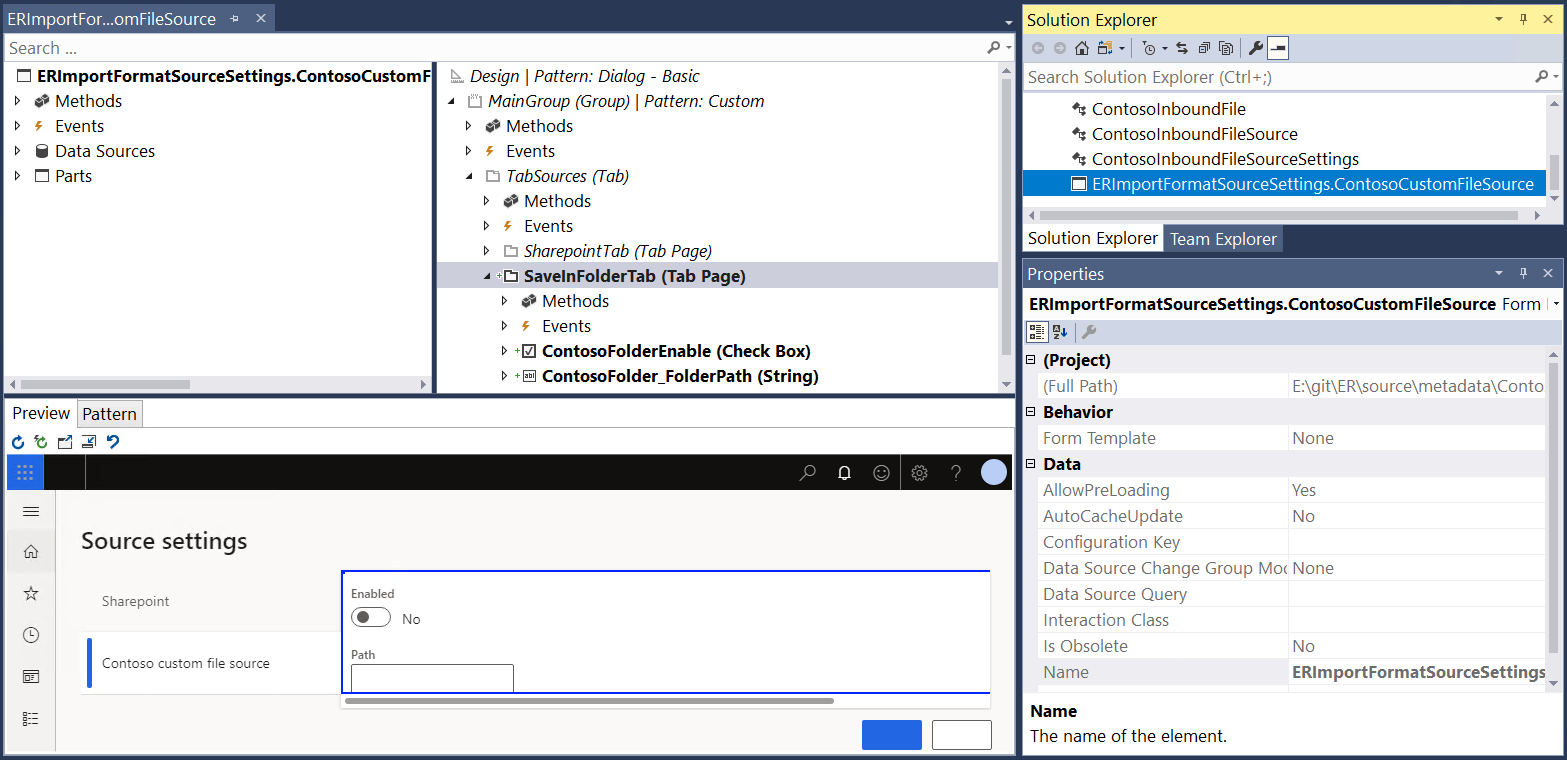 ERImportFor...omFileSource
Search ...
ERImportFormatSourceSettings.ContosoCustomF
Methods
Events
Data Sources
Parts
Design | Pattern: Dialog - Basic
MainGroup (Group) | Pattern: Custom
Methods
Events
TabSources (Tab)
Methods
Events
SharepointTab (Tab Page)
SaveInFolderTab (Tab Page)
Methods
Events
ContosoFolderEnable (Check Box)
ContosoFolder_FolderPath (String)
Preview Pattern
Source settings
Sharepoint
Contoso custom file source
Enabled
No
Path
Solution Explorer
Search Solution Explorer (Ctrl+;)
ContosoInboundFile
ContosoInboundFileSource
ContosoInboundFileSourceSettings
ERImportFormatSourceSettings.ContosoCustomFileSource
Solution Explorer Team Explorer
Properties
ERImportFormatSourceSettings.ContosoCustomFileSource Form
(Project)
(Full Path) E:\git\ER\source\metadata\Conto
Behavior
Form Template None
Data
AllowPreLoading Yes
AutoCacheUpdate No
Configuration Key
Data Source Change Group Mod None
Data Source Query
Interaction Class
Is Obsolete No
Name ERImportFormatSourceSettings
Name
The name of the element.